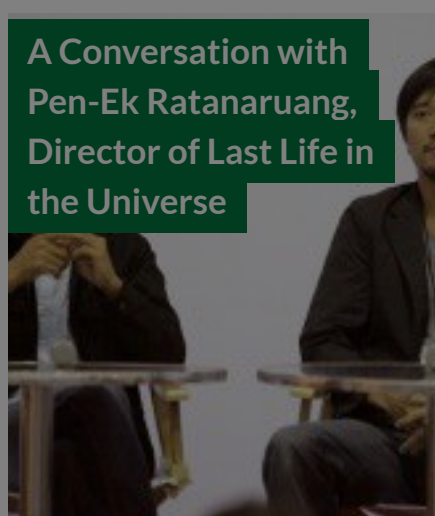 A Conversation with
Pen-Ek Ratanaruang,
Director of Last Life in
the Universe